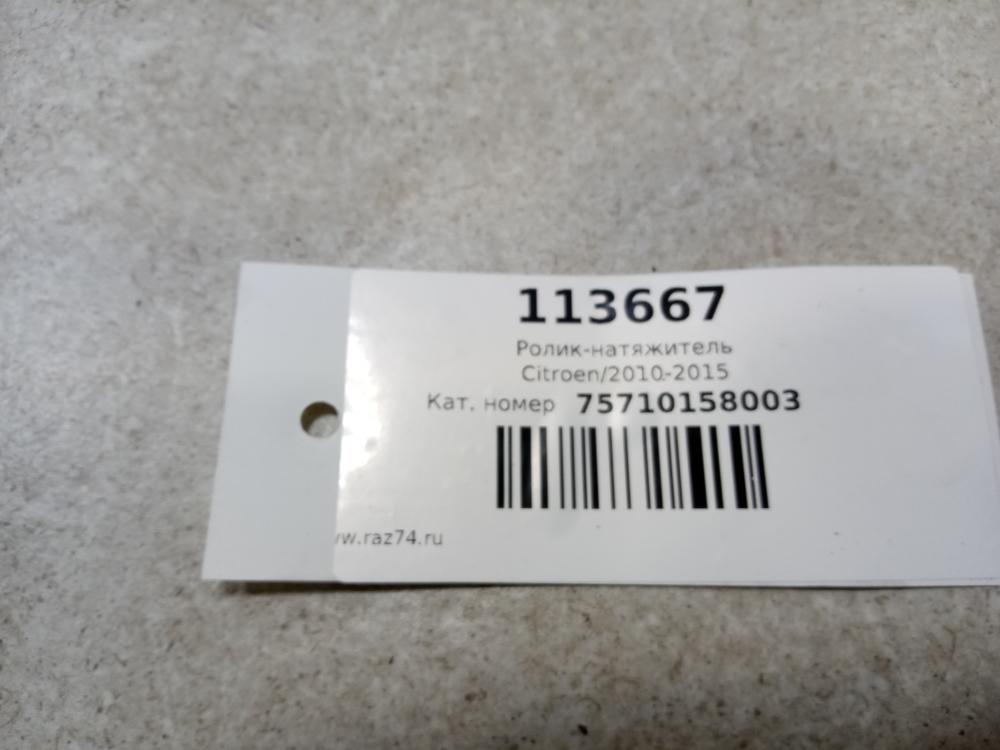 113667
Ролик-натяжитель
Citroen/2010-2015
Кат. номер 75710158003
w.raz74.ru